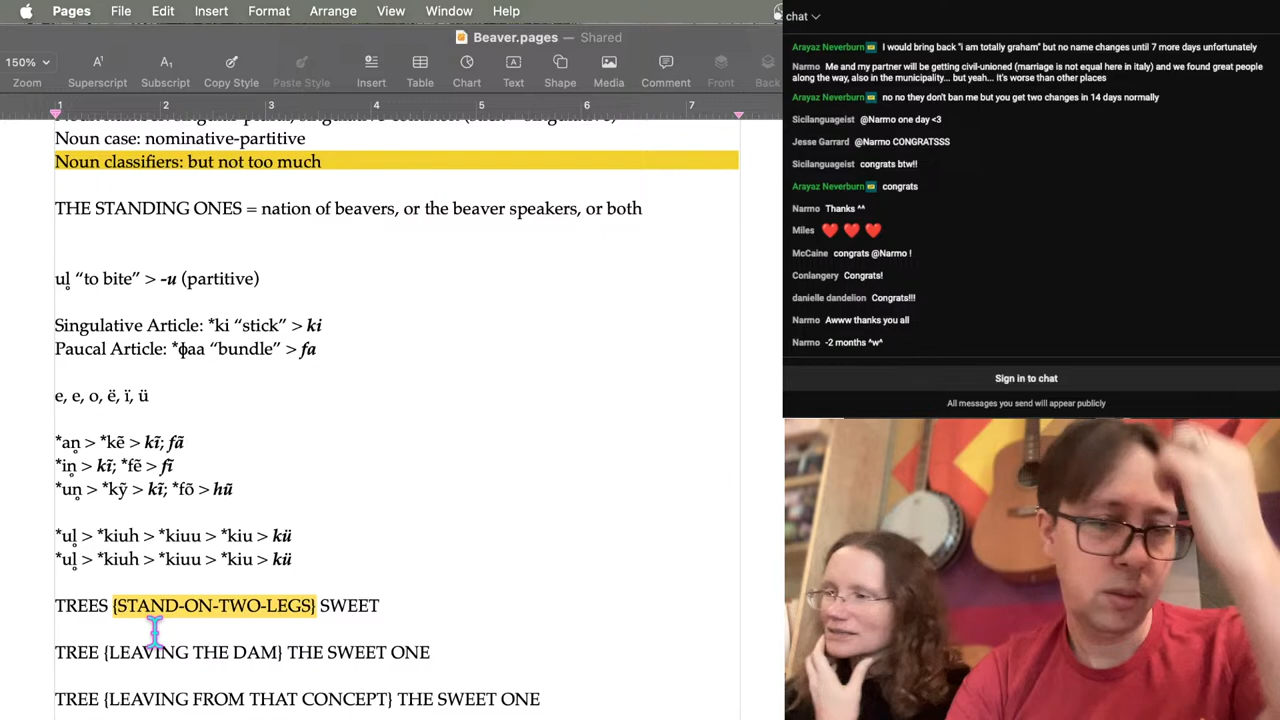 Pages File Edit Insert Format Arrange View Window Help
chat
Beaver.pages — Shared
150%
Zoom Superscript Subscript Copy Style Paste Style Insert Table Chart Text Shape Media Comment Front Back
1 2 3 4 5 6 7
Noun case: nominative-partitive
Noun classifiers: but not too much
THE STANDING ONES = nation of beavers, or the beaver speakers, or both
ul̥ “to bite” > -u (partitive)
Singulative Article: *ki “stick” > ki
Paucal Article: *ɸaa “bundle” > fa
e, e, o, ë, ï, ü
*an̥ > *kẽ > kĩ; fã
*in̥ > kĩ; *fẽ > fĩ
*un̥ > *kỹ > kĩ; *fõ > hũ
*ul̥ > *kiuh > *kiuu > *kiu > kü
*ul̥ > *kiuh > *kiuu > *kiu > kü
TREES {STAND-ON-TWO-LEGS} SWEET
TREE {LEAVING THE DAM} THE SWEET ONE
TREE {LEAVING FROM THAT CONCEPT} THE SWEET ONE
Arayaz Neverburn I would bring back "i am totally graham" but no name changes until 7 more days unfortunately
Narmo Me and my partner will be getting civil-unioned (marriage is not equal here in italy) and we found great people
along the way, also in the municipality... but yeah... It's worse than other places
Arayaz Neverburn no no they don't ban me but you get two changes in 14 days normally
Sicilanguageist @Narmo one day <3
Jesse Garrard @Narmo CONGRATSSS
Sicilanguageist congrats btw!!
Arayaz Neverburn congrats
Narmo Thanks ^^
Miles ❤️ ❤️ ❤️
McCaine congrats @Narmo !
Conlangery Congrats!
danielle dandelion Congrats!!!
Narmo Awww thanks you all
Narmo -2 months ^w^
Sign in to chat
All messages you send will appear publicly